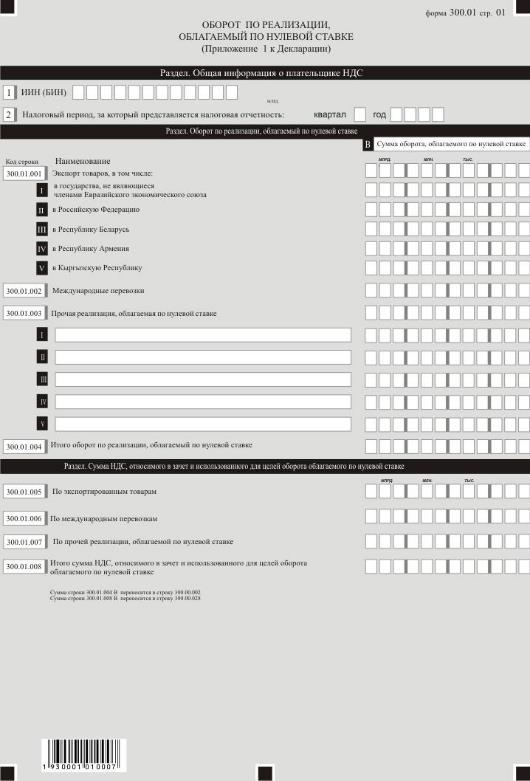 форма 300.01 стр. 01
ОБОРОТ ПО РЕАЛИЗАЦИИ,
ОБЛАГАЕМЫЙ ПО НУЛЕВОЙ СТАВКЕ
(Приложение 1 к Декларации)
Раздел. Общая информация о плательщике НДС
1 ИИН (БИН)
млд
2 Налоговый период, за который представляется налоговая отчетность: квартал год
Раздел. Оборот по реализации, облагаемый по нулевой ставке
B Сумма оборота, облагаемого по нулевой ставке
Код строки Наименование млрд. млн. тыс.
300.01.001 Экспорт товаров, в том числе:
I в государства, не являющиеся
членами Евразийского экономического союза
II в Российскую Федерацию
III в Республику Беларусь
IV в Республику Армения
V в Кыргызскую Республику
300.01.002 Международные перевозки
300.01.003 Прочая реализация, облагаемая по нулевой ставке
I
II
III
IV
V
300.01.004 Итого оборот по реализации, облагаемый по нулевой ставке
Раздел. Сумма НДС, относимого в зачет и использованного для целей оборота облагаемого по нулевой ставке
млрд. млн. тыс.
300.01.005 По экспортированным товарам
300.01.006 По международным перевозкам
300.01.007 По прочей реализации, облагаемой по нулевой ставке
300.01.008 Итого сумма НДС, относимого в зачет и использованного для целей оборота
облагаемого по нулевой ставке
Сумма строки 300.01.004 Н переносится в строку 300.00.002
Сумма строки 300.01.008 Н переносится в строку 300.00.028
1 930001 010007